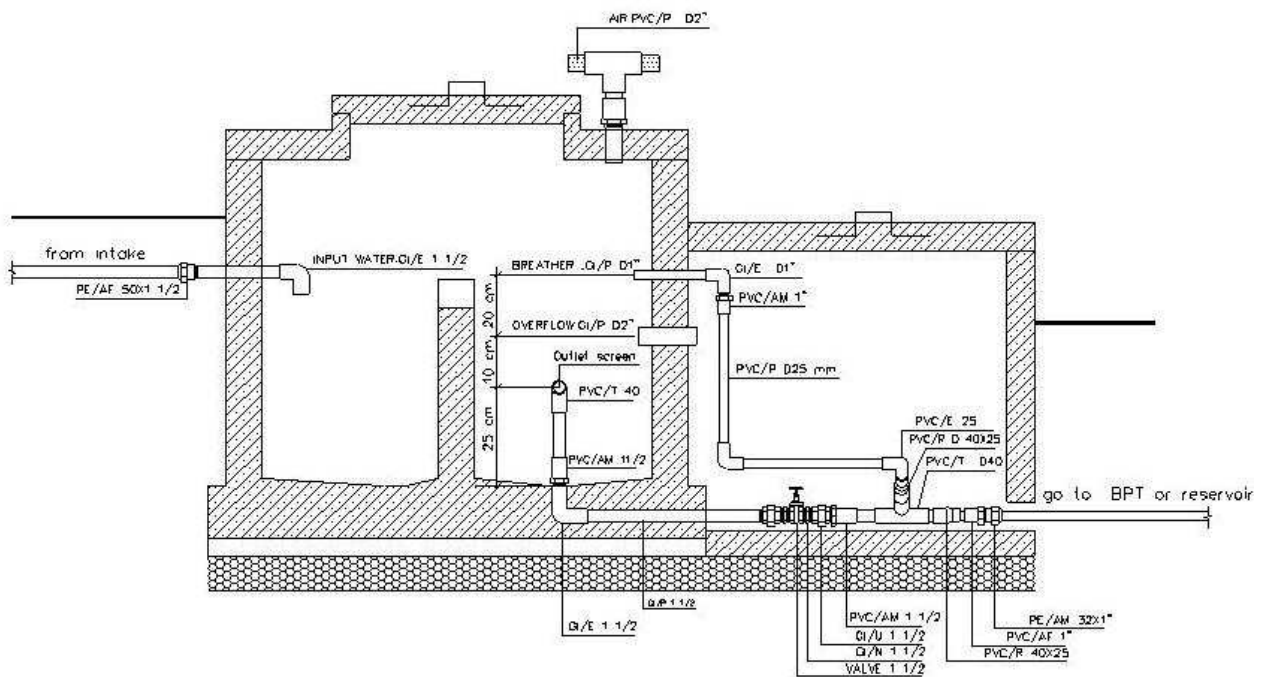 AIR PVC/P D2"
from intake
INPUT WATER.GI/E 1 1/2
PE/AF 50X1 1/2
BREATHER .GI/P D1"
GI/E D1"
PVC/AM 1"
20 cm
OVERFLOW GI/P D2"
Outlet screen
10 cm
PVC/T 40
PVC/P D25 mm
25 cm
PVC/E 25
PVC/R D 40X25
PVC/T D40
PVC/AM 11/2
go to BPT or reservoir
G/P 1 1/2
GI/E 1 1/2
PVC/AM 1 1/2
GI/U 1 1/2
GI/N 1 1/2
VALVE 1 1/2
PE/AM 32X1"
PVC/AF 1"
PVC/R 40X25